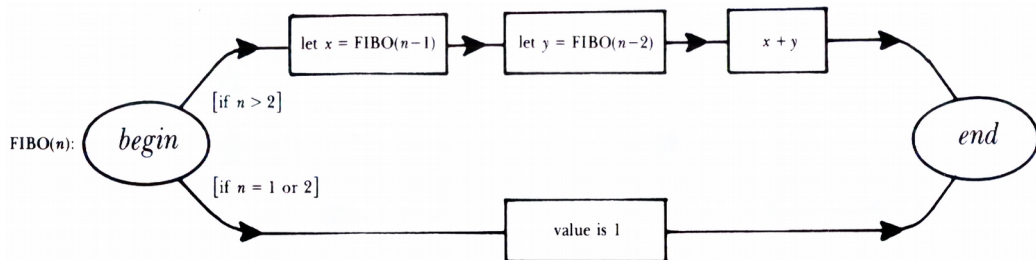 let x = FIBO(n−1)
let y = FIBO(n−2)
x + y
[if n > 2]
FIBO(n):
begin
end
[if n = 1 or 2]
value is 1